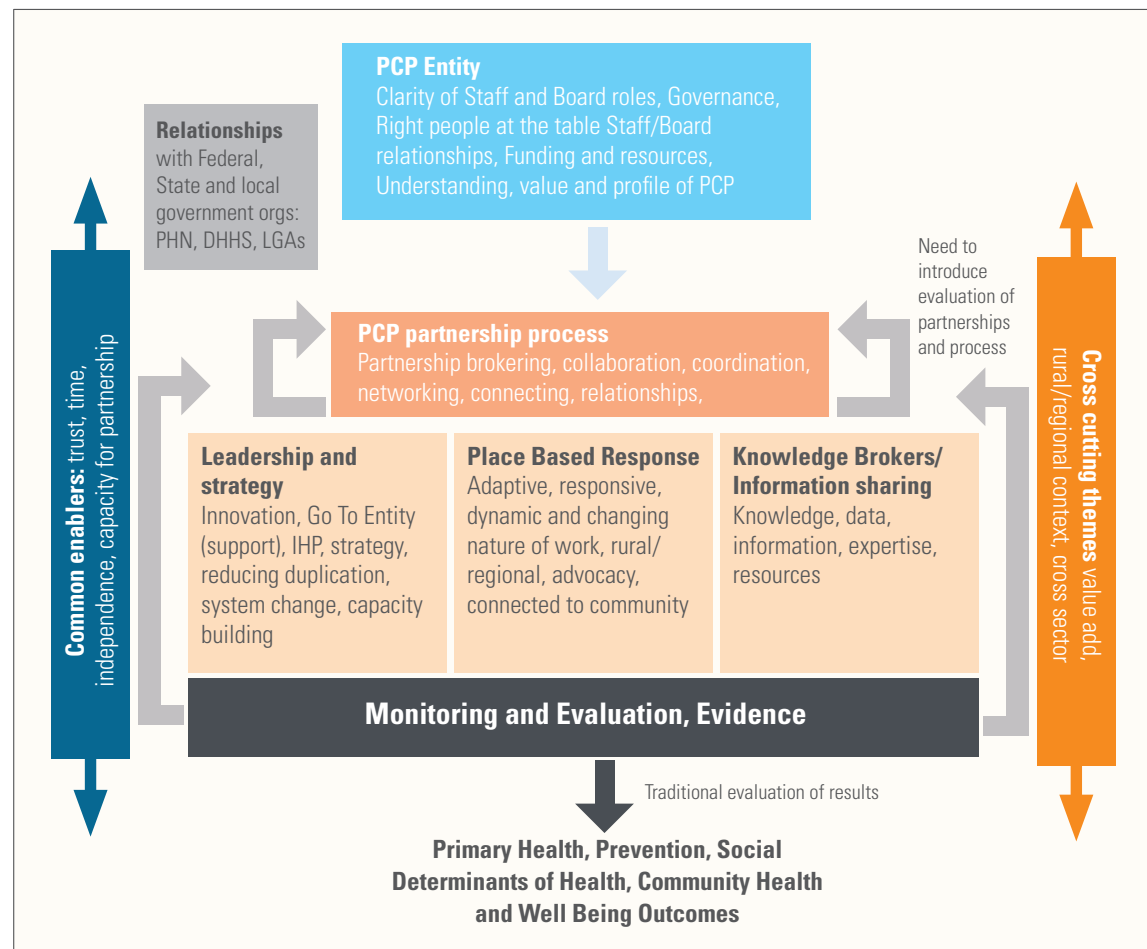 PCP Entity
Clarity of Staff and Board roles, Governance,
Right people at the table Staff/Board
relationships, Funding and resources,
Understanding, value and profile of PCP
Relationships
with Federal,
State and local
government orgs:
PHN, DHHS, LGAs
Common enablers: trust, time,
independence, capacity for partnership
Need to
introduce
evaluation of
partnerships
and process
PCP partnership process
Partnership brokering, collaboration, coordination,
networking, connecting, relationships,
Cross cutting themes value add,
rural/regional context, cross sector
Leadership and
strategy
Innovation, Go To Entity
(support), IHP, strategy,
reducing duplication,
system change, capacity
building
Place Based Response
Adaptive, responsive,
dynamic and changing
nature of work, rural/
regional, advocacy,
connected to community
Knowledge Brokers/
Information sharing
Knowledge, data,
information, expertise,
resources
Monitoring and Evaluation, Evidence
Traditional evaluation of results
Primary Health, Prevention, Social
Determinants of Health, Community Health
and Well Being Outcomes